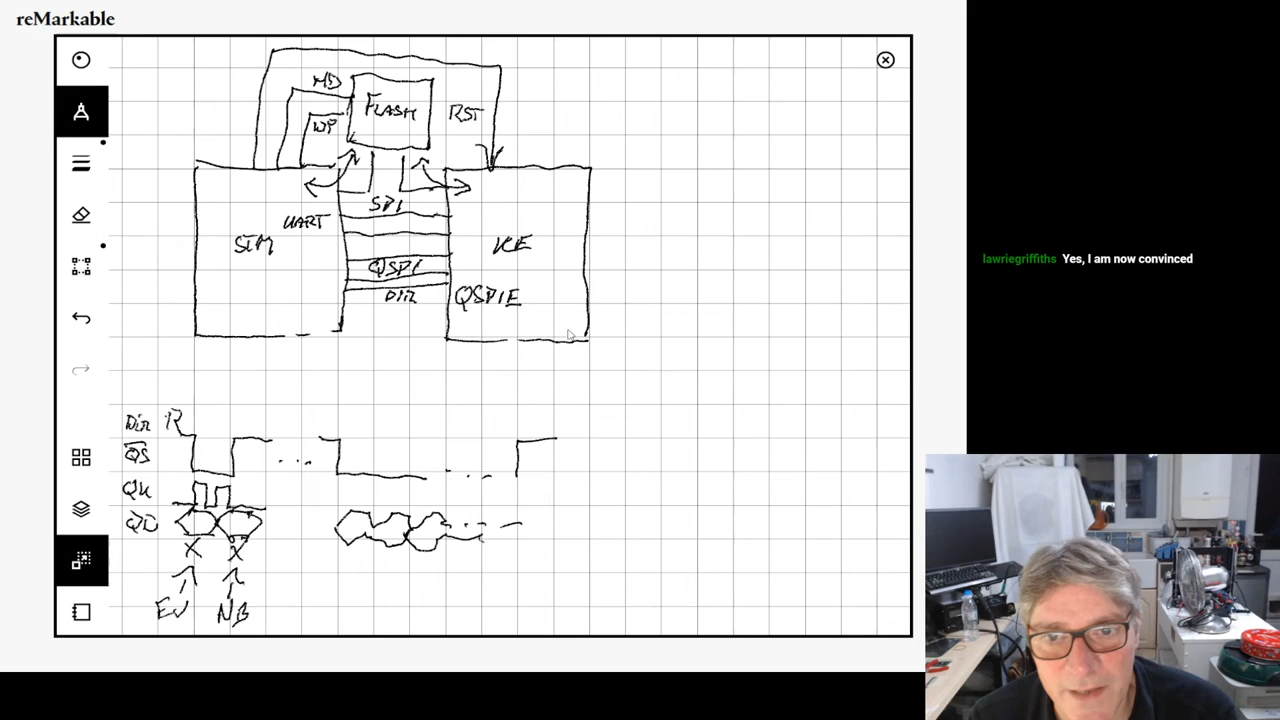 reMarkable
HD
FLASH
WP
RST
SPI
UART
STM
ICE
QSPI
DIR
QSPIE
lawriegriffiths Yes, I am now convinced
DIR R
QS
QK
QD
X X
EV NB